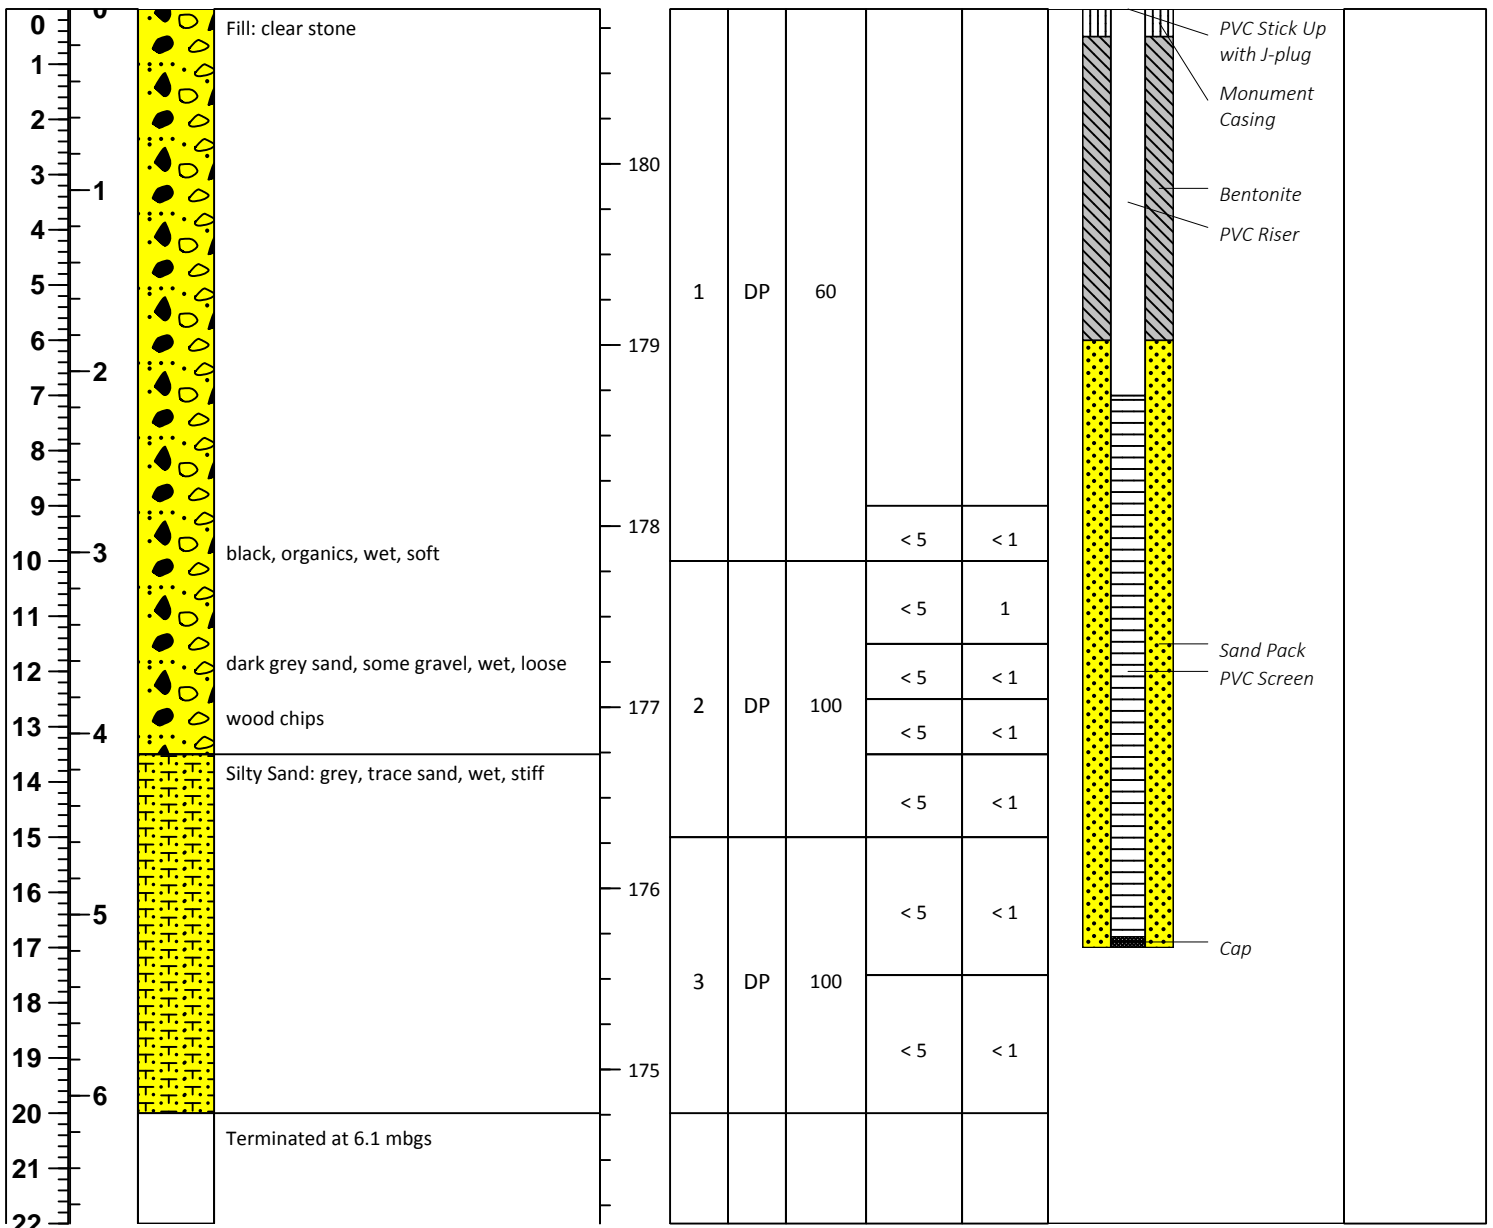 0
1
2
3
4
5
6
7
8
9
10
11
12
13
14
15
16
17
18
19
20
21
22
0
1
2
3
4
5
6
Fill: clear stone
black, organics, wet, soft
dark grey sand, some gravel, wet, loose
wood chips
Silty Sand: grey, trace sand, wet, stiff
Terminated at 6.1 mbgs
180
179
178
177
176
175
1 DP 60
2 DP 100
3 DP 100
< 5 < 1
< 5 1
< 5 < 1
< 5 < 1
< 5 < 1
< 5 < 1
< 5 < 1
PVC Stick Up
with J-plug
Monument
Casing
Bentonite
PVC Riser
Sand Pack
PVC Screen
Cap